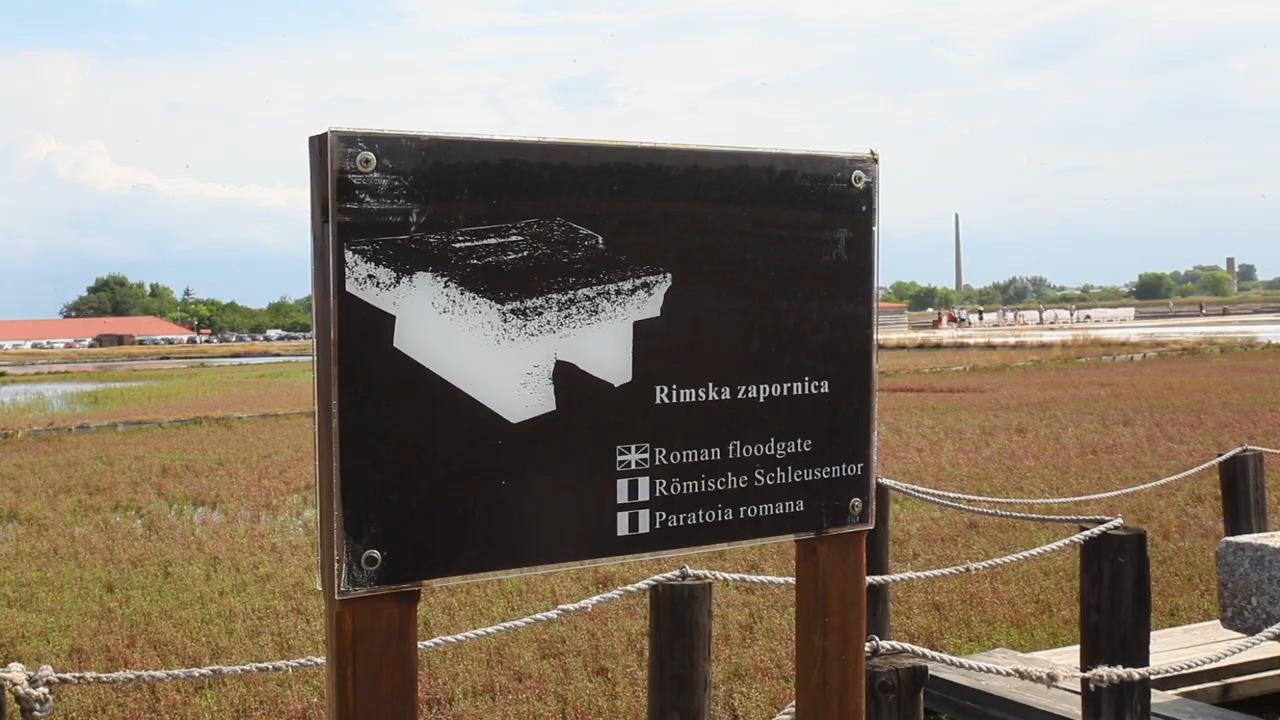 Rimska zapornica
Roman floodgate
Römische Schleusentor
Paratoia romana